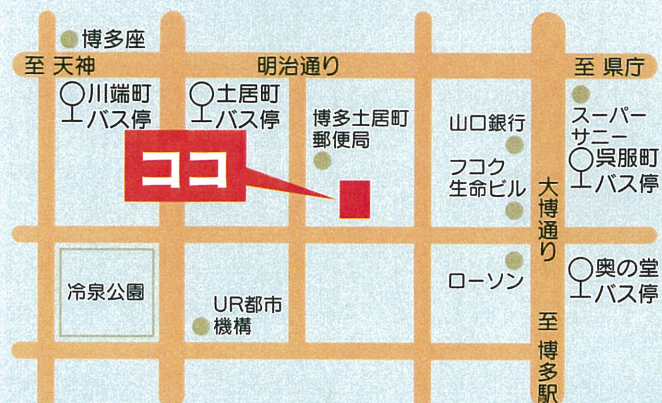 博多座
至 天神
明治通り
至 県庁
川端町
バス停
土居町
バス停
博多土居町
郵便局
山口銀行
スーパー
サニー
呉服町
バス停
ココ
フコク
生命ビル
大博通り
冷泉公園
ローソン
奥の堂
バス停
UR都市
機構
至 博多駅